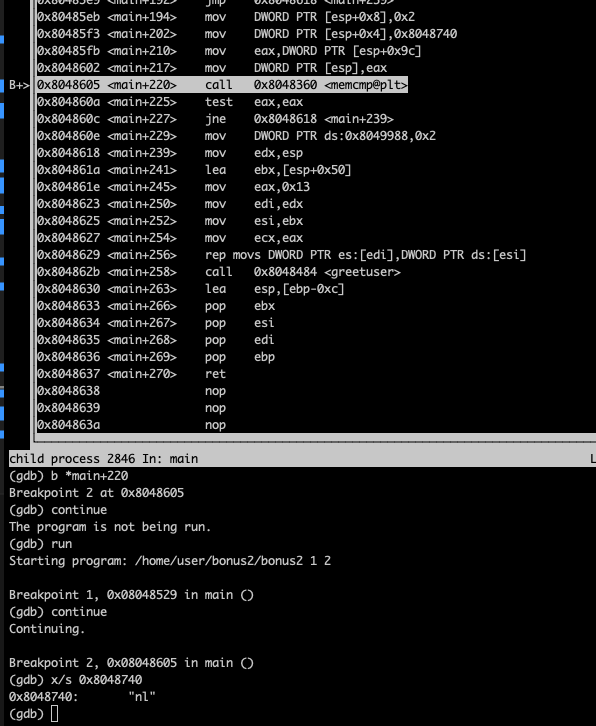 0x80485e9 <main+192>    jmp    0x8048618 <main+239>
0x80485eb <main+194>    mov    DWORD PTR [esp+0x8],0x2
0x80485f3 <main+202>    mov    DWORD PTR [esp+0x4],0x8048740
0x80485fb <main+210>    mov    eax,DWORD PTR [esp+0x9c]
0x8048602 <main+217>    mov    DWORD PTR [esp],eax
B+> 0x8048605 <main+220>    call   0x8048360 <memcmp@plt>
0x804860a <main+225>    test   eax,eax
0x804860c <main+227>    jne    0x8048618 <main+239>
0x804860e <main+229>    mov    DWORD PTR ds:0x8049988,0x2
0x8048618 <main+239>    mov    edx,esp
0x804861a <main+241>    lea    ebx,[esp+0x50]
0x804861e <main+245>    mov    eax,0x13
0x8048623 <main+250>    mov    edi,edx
0x8048625 <main+252>    mov    esi,ebx
0x8048627 <main+254>    mov    ecx,eax
0x8048629 <main+256>    rep movs DWORD PTR es:[edi],DWORD PTR ds:[esi]
0x804862b <main+258>    call   0x8048484 <greetuser>
0x8048630 <main+263>    lea    esp,[ebp-0xc]
0x8048633 <main+266>    pop    ebx
0x8048634 <main+267>    pop    esi
0x8048635 <main+268>    pop    edi
0x8048636 <main+269>    pop    ebp
0x8048637 <main+270>    ret
0x8048638    nop
0x8048639    nop
0x804863a    nop
child process 2846 In: main    L
(gdb) b *main+220
Breakpoint 2 at 0x8048605
(gdb) continue
The program is not being run.
(gdb) run
Starting program: /home/user/bonus2/bonus2 1 2
Breakpoint 1, 0x08048529 in main ()
(gdb) continue
Continuing.
Breakpoint 2, 0x08048605 in main ()
(gdb) x/s 0x8048740
0x8048740:    "nl"
(gdb)